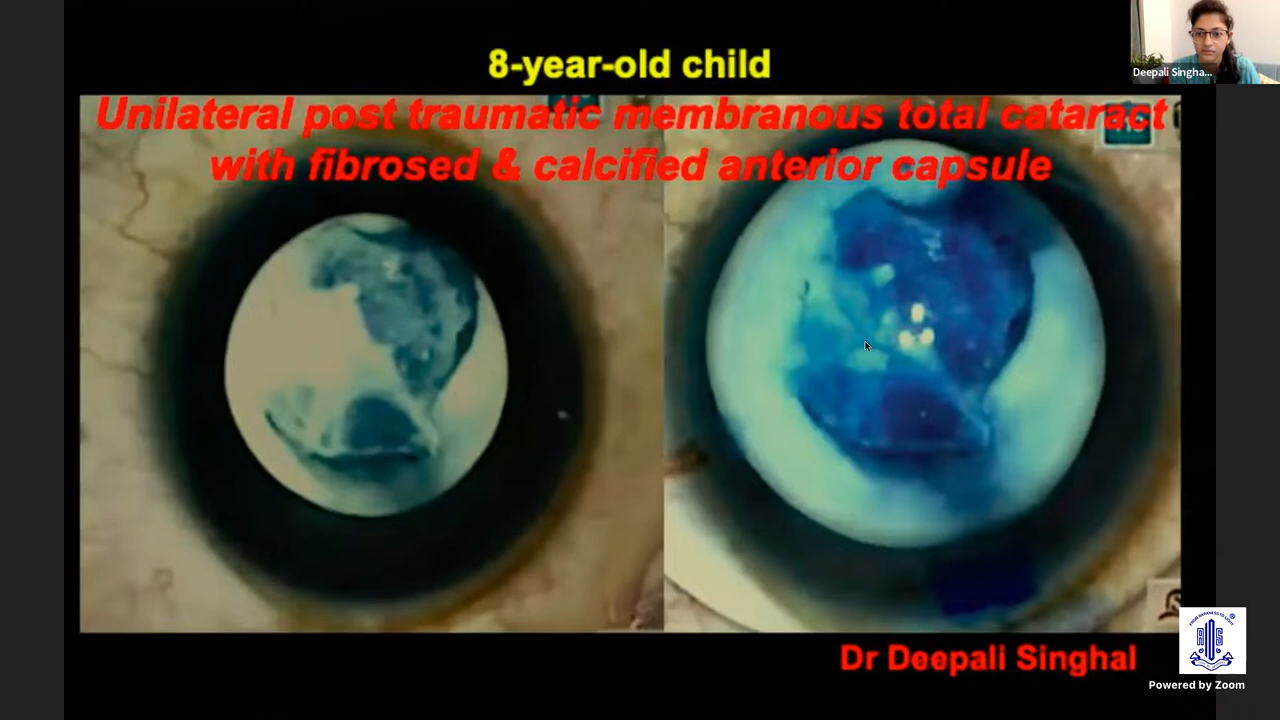 8-year-old child
Deepali Singha...
Unilateral post traumatic membranous total cataract
with fibrosed & calcified anterior capsule
Dr Deepali Singhal
Powered by Zoom